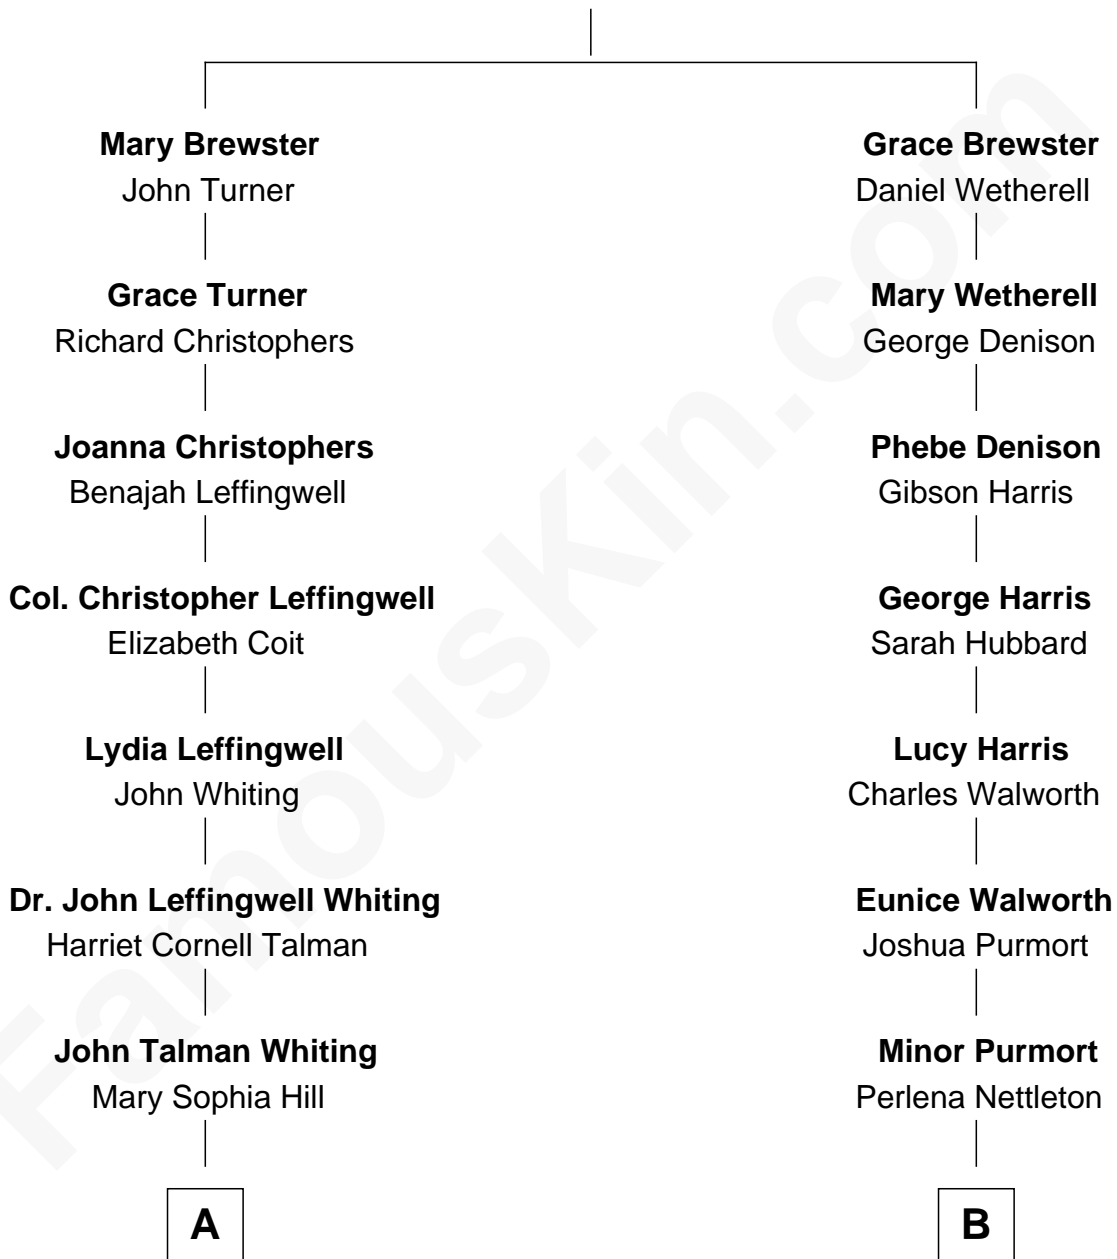 Mary Brewster
John Turner
Grace Brewster
Daniel Wetherell
Grace Turner
Richard Christophers
Mary Wetherell
George Denison
Joanna Christophers
Benajah Leffingwell
Phebe Denison
Gibson Harris
Col. Christopher Leffingwell
Elizabeth Coit
George Harris
Sarah Hubbard
Lydia Leffingwell
John Whiting
Lucy Harris
Charles Walworth
Dr. John Leffingwell Whiting
Harriet Cornell Talman
Eunice Walworth
Joshua Purmort
John Talman Whiting
Mary Sophia Hill
Minor Purmort
Perlena Nettleton
A
B
FamousKin.com